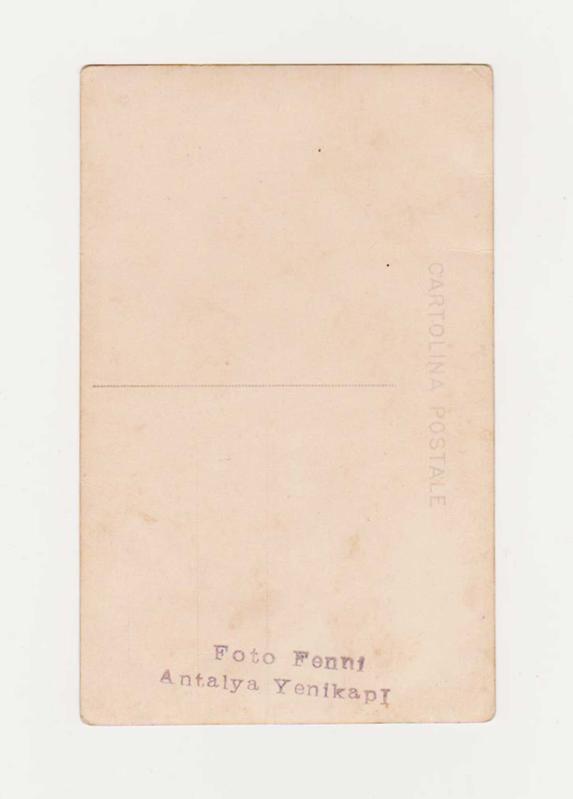 CARTOLINA POSTALE
Foto Fenni
Antalya Yenikapı